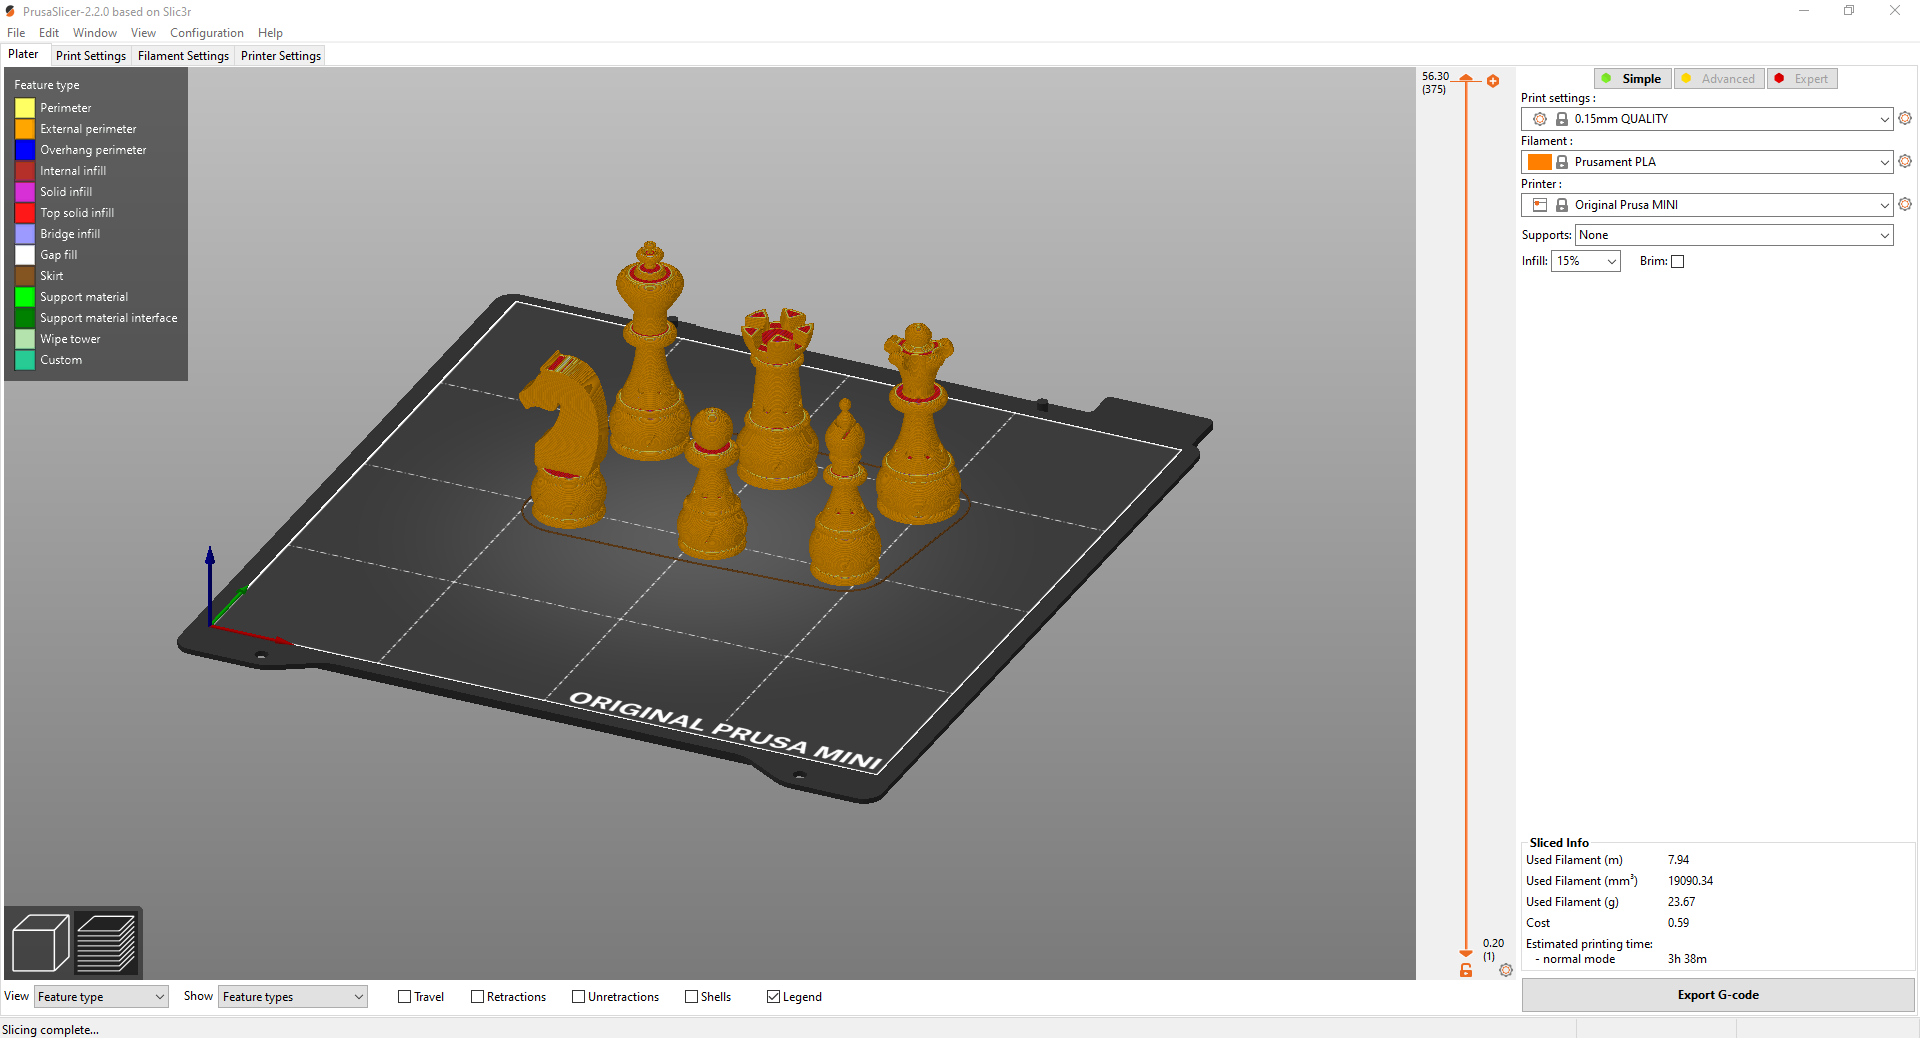 PrusaSlicer-2.2.0 based on Slic3r
File Edit Window View Configuration Help
Plater Print Settings Filament Settings Printer Settings
Feature type
Perimeter
External perimeter
Overhang perimeter
Internal infill
Solid infill
Top solid infill
Bridge infill
Gap fill
Skirt
Support material
Support material interface
Wipe tower
Custom
ORIGINAL PRUSA MINI
56.30
(375)
0.20
(1)
Simple Advanced Expert
Print settings :
0.15mm QUALITY
Filament :
Prusament PLA
Printer :
Original Prusa MINI
Supports: None
Infill: 15% Brim:
Sliced Info
Used Filament (m) 7.94
Used Filament (mm³) 19090.34
Used Filament (g) 23.67
Cost 0.59
Estimated printing time:
- normal mode 3h 38m
Export G-code
View Feature type Show Feature types Travel Retractions Unretractions Shells Legend
Slicing complete...